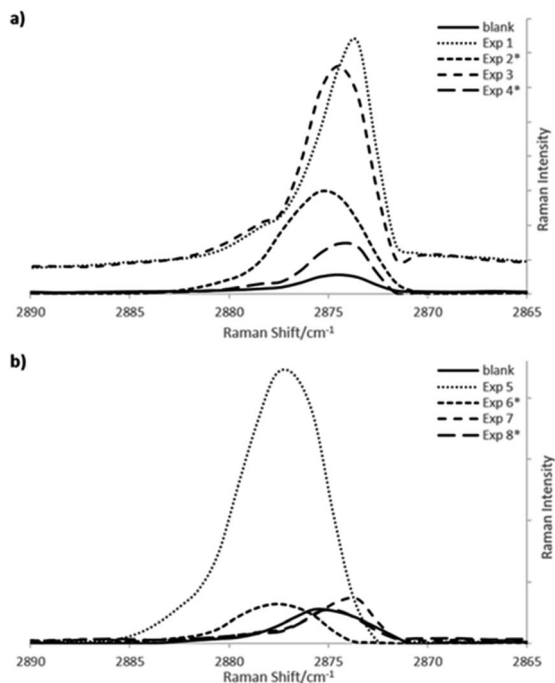 a)
blank
Exp 1
Exp 2*
Exp 3
Exp 4*
Raman Intensity
2890 2885 2880 2875 2870 2865
Raman Shift/cm⁻¹
b)
blank
Exp 5
Exp 6*
Exp 7
Exp 8*
Raman Intensity
2890 2885 2880 2875 2870 2865
Raman Shift/cm⁻¹